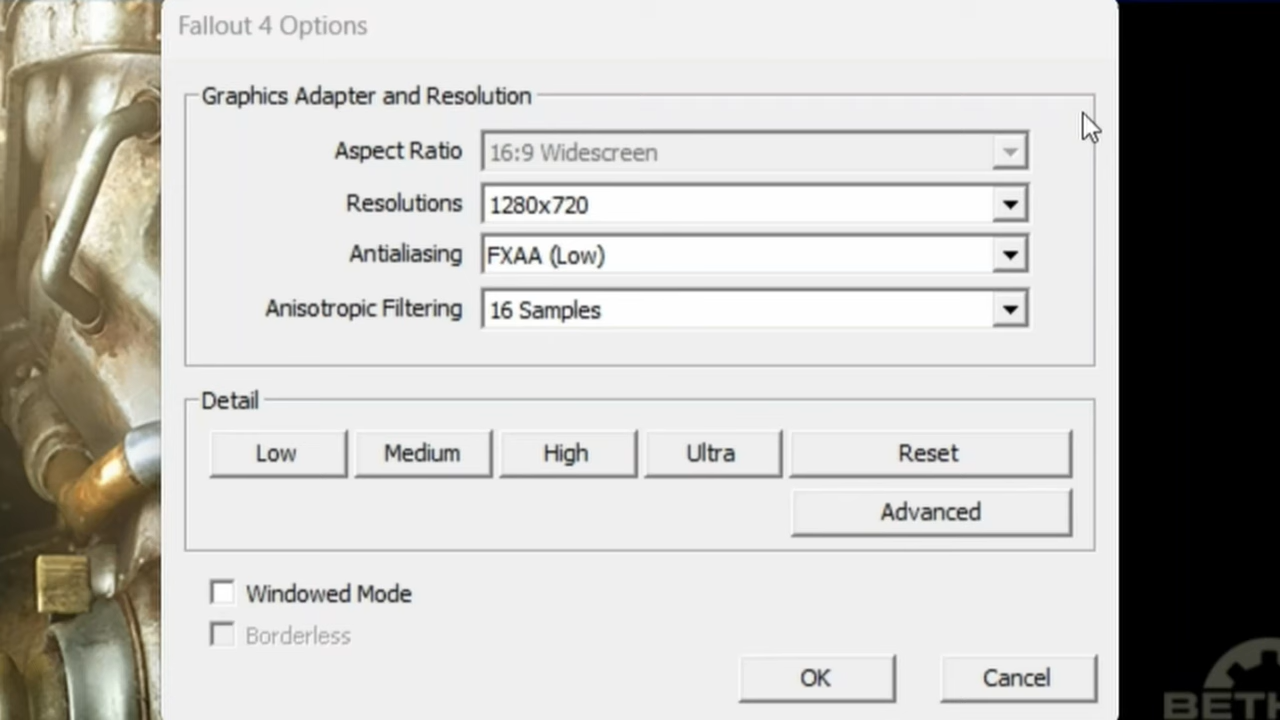 Fallout 4 Options
Graphics Adapter and Resolution
Aspect Ratio 16:9 Widescreen
Resolutions 1280x720
Antialiasing FXAA (Low)
Anisotropic Filtering 16 Samples
Detail
Low Medium High Ultra Reset
Advanced
Windowed Mode
Borderless
OK Cancel
BETH